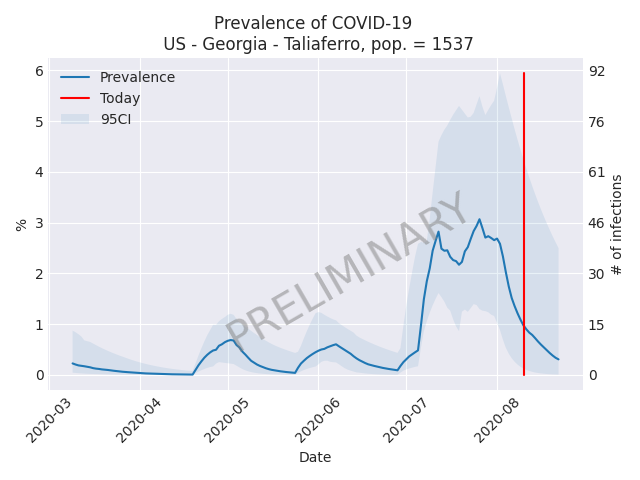 Prevalence of COVID-19
US - Georgia - Taliaferro, pop. = 1537
Prevalence
Today
95CI
PRELIMINARY
%
6
5
4
3
2
1
0
92
76
61
46
30
15
0
# of infections
2020-03
2020-04
2020-05
2020-06
2020-07
2020-08
Date